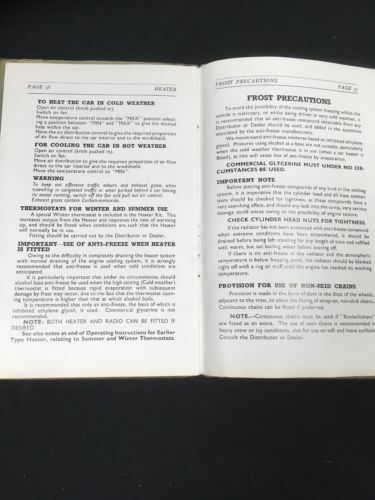 PAGE 56 HEATER
TO HEAT THE CAR IN COLD WEATHER
Open air control (knob pushed in).
Switch on fan.
Move temperature control towards the "MAX" position select-
ing a position between "MIN" and "MAX" to give the desired
heat within the car.
Move the air distribution control to give the required proportion
of air flow direct to the car interior and to the windshield.
FOR COOLING THE CAR IN HOT WEATHER
Open air control (knob pushed in).
Switch on fan.
Move air distribution to give the required proportion of air flow
direct to the car interior and to the windshield.
Move the temperature control to "MIN".
WARNING
To keep out offensive traffic odours and exhaust gases when
travelling in congested traffic or when parked behind a car having
its motor running, switch off the fan and pull out air control.
Exhaust gases contain Carbon-monoxide.
THERMOSTATS FOR WINTER AND SUMMER USE
A special Winter thermostat is included in the Heater Kit. This
increases output from the Heater and improves the rate of warming
up, and should be fitted when conditions are such that the Heater
will normally be in use.
Fitting should be carried out by the Distributor or Dealer.
IMPORTANT—USE OF ANTI-FREEZE WHEN HEATER
IS FITTED
Owing to the difficulty in completely draining the heater system
with normal draining of the engine cooling system, it is strongly
recommended that anti-freeze is used when cold conditions are
anticipated.
It is particularly important that under no circumstances should
alcohol base anti-freeze be used when the high setting (Cold weather)
thermostat is fitted because rapid evaporation with subsequent
damage by frost may occur, due to the fact that the thermostat open-
ing temperature is higher than that at which alcohol boils.
It is recommended that only an anti-freeze, the basis of which is
inhibited ethylene glycol, is used. Commercial glycerine is not
recommended.
NOTE: BOTH HEATER AND RADIO CAN BE FITTED IF
DESIRED.
See also notes at end of Operating Instructions for Earlier
Type Heater, relating to Summer and Winter Thermostats.
FROST PRECAUTIONS PAGE 57
FROST PRECAUTIONS
To avoid the possibility of the cooling system freezing whilst the
vehicle is stationary, or whilst being driven in very cold weather, it
is recommended that an anti-freeze compound obtainable from any
Distributor or Dealer should be used, and added in the quantities
stipulated by the anti-freeze manufacturers.
We recommend anti-freeze mixtures based on inhibited ethylene
glycol. Mixtures using alcohol as a base are not suitable, particularly
when the cold weather thermostat is in use (when a car heater is
fitted), as this will cause loss of anti-freeze by evaporation.
COMMERCIAL GLYCERINE MUST UNDER NO CIR-
CUMSTANCES BE USED.
IMPORTANT NOTE
Before putting anti-freeze compounds of any kind in the cooling
system, it is imperative that the cylinder head and all hose connec-
tions should be checked for tightness, as these compounds have a
very searching effect, and should any leak into the sump, very serious
damage could ensue owing to the possibility of engine seizure.
CHECK CYLINDER HEAD NUTS FOR TIGHTNESS.
If the radiator has not been protected with anti-freeze compound
when extreme conditions have been encountered, it should be
drained before being left standing for any length of time and refilled
with warm, but not boiling water before moving off.
If there is no anti-freeze in the radiator and the atmospheric
temperature is below freezing point, the radiator should be blanked
right off with a rug or muff until the engine has reached its working
temperature.
PROVISION FOR USE OF NON-SKID CHAINS
Provision is made in the form of slots in the discs of the wheels,
adjacent to the rims, to allow the fitting of strap-on, non-skid chains.
Continuous chains can be fitted if preferred.
NOTE.—Continuous chains must be used if "Rimbellishers"
are fitted as an extra. The use of such chains is recommended in
heavy snow or icy conditions, also for use on soft and loose surfaces.
Consult the Distributor or Dealer.